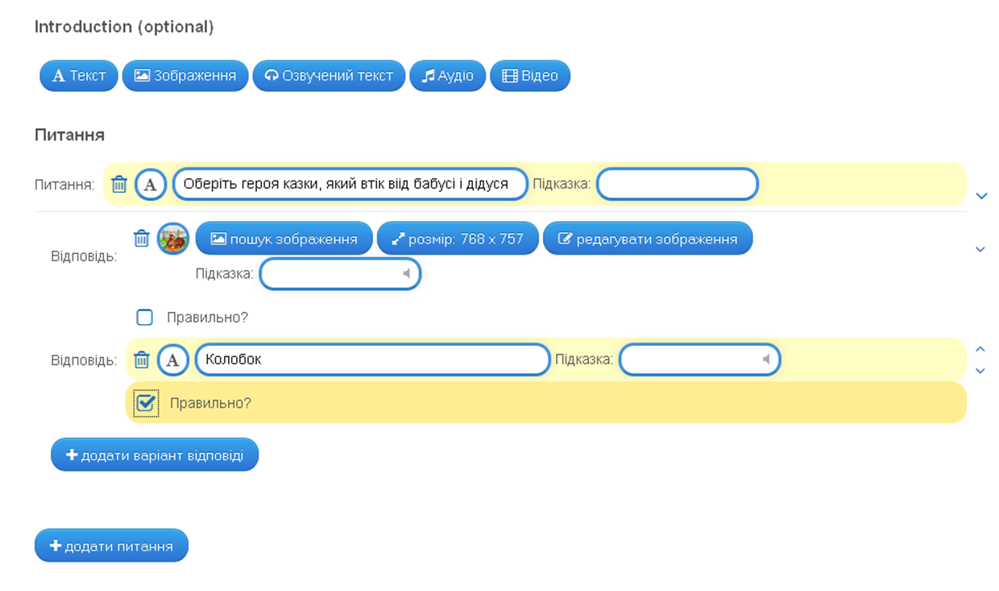 Introduction (optional)
A Текст Зображення Озвучений текст Аудіо Відео
Питання
Питання: A Оберіть героя казки, який втік віід бабусі і дідуся Підказка:
Відповідь: пошук зображення розмір: 768 x 757 редагувати зображення
Підказка:
Правильно?
Відповідь: A Колобок Підказка:
Правильно?
+ додати варіант відповіді
+ додати питання